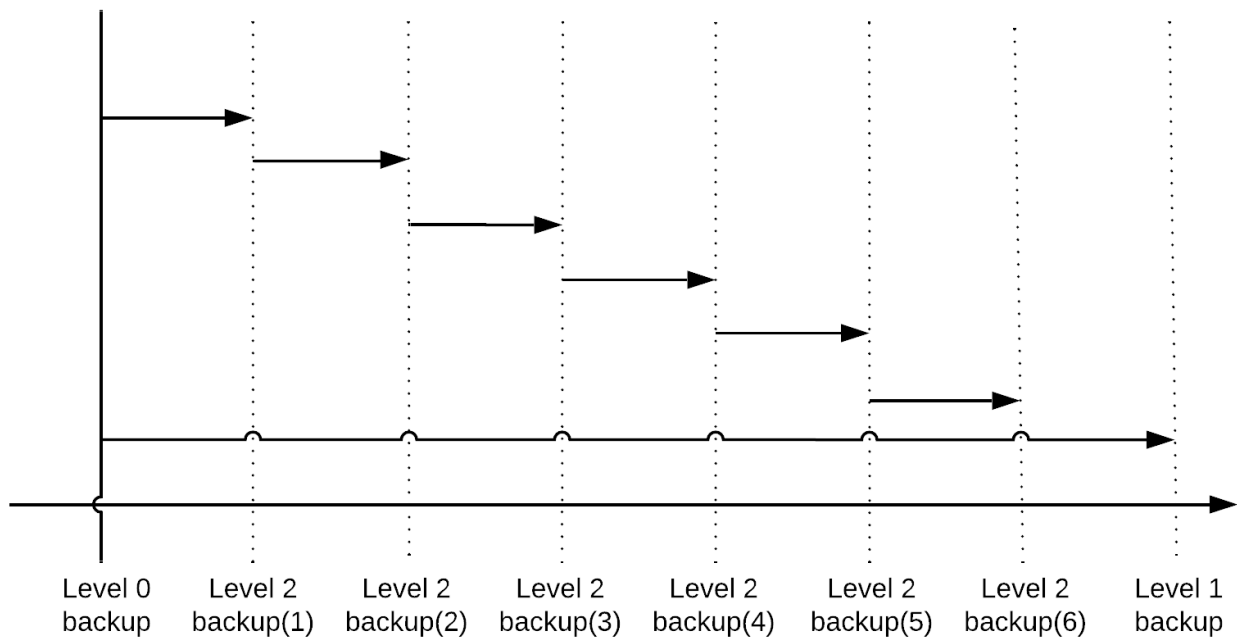 Level 0
backup
Level 2
backup(1)
Level 2
backup(2)
Level 2
backup(3)
Level 2
backup(4)
Level 2
backup(5)
Level 2
backup(6)
Level 1
backup